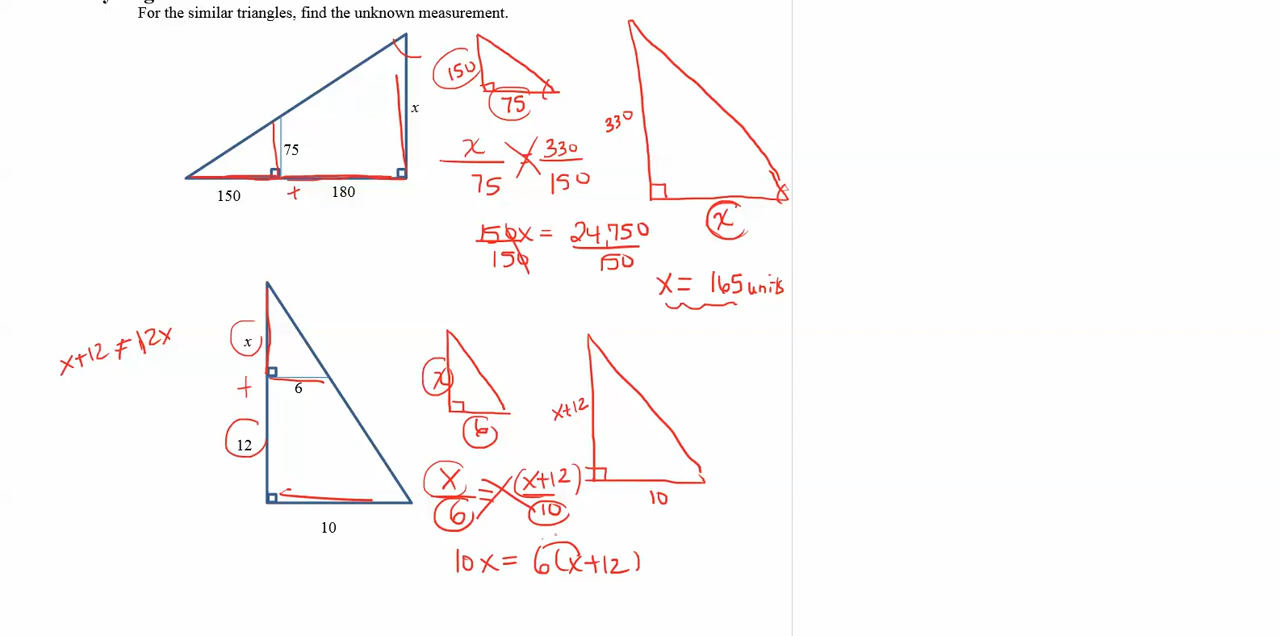 For the similar triangles, find the unknown measurement.
150
75
330
x
75
150 + 180
x
x/75 330/150
150x/150 = 24,750/150
x = 165 units
x+12 ≠ 12x
x
+
6
12
10
x
6
x+12
10
x/6 = (x+12)/10
10x = 6(x+12)